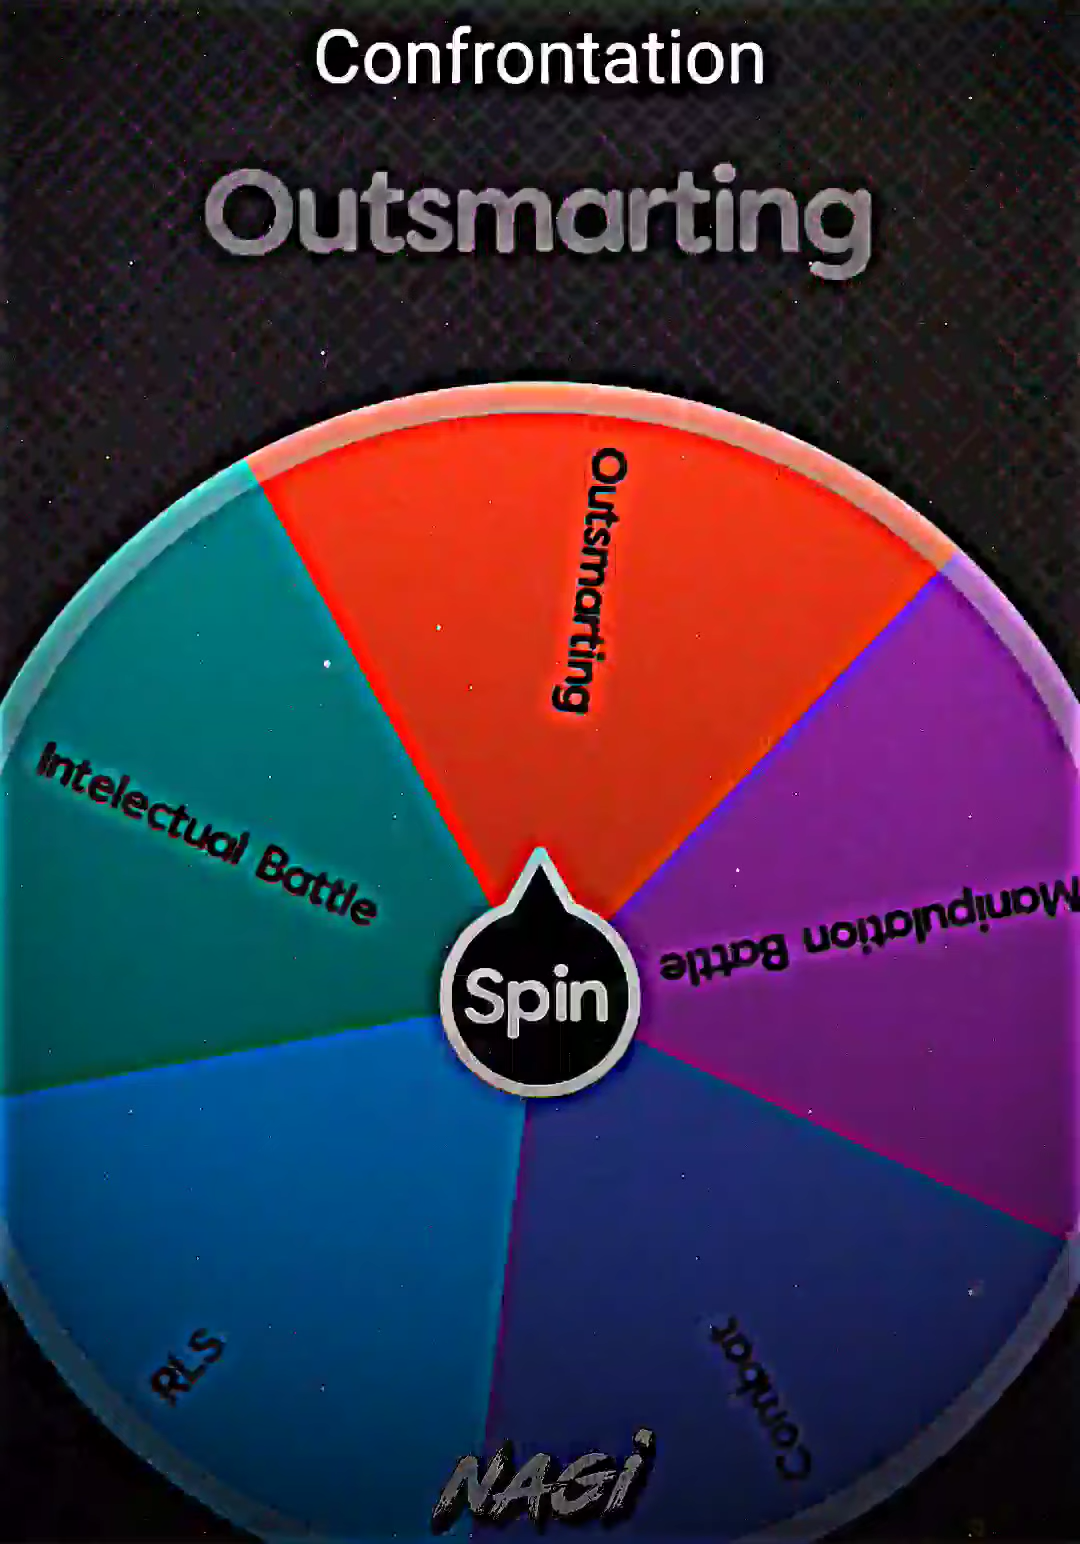 Confrontation
Outsmarting
Outsmarting
Intelectual Battle
Manipulation Battle
Spin
RLS
Combat
NAGI